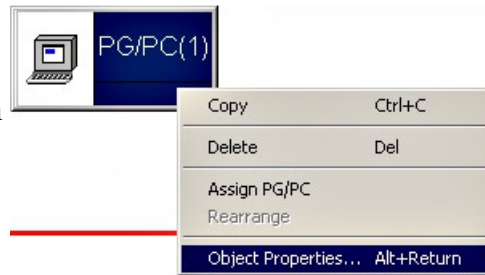 PG/PC(1)
Copy Ctrl+C
Delete Del
Assign PG/PC
Rearrange
Object Properties... Alt+Return